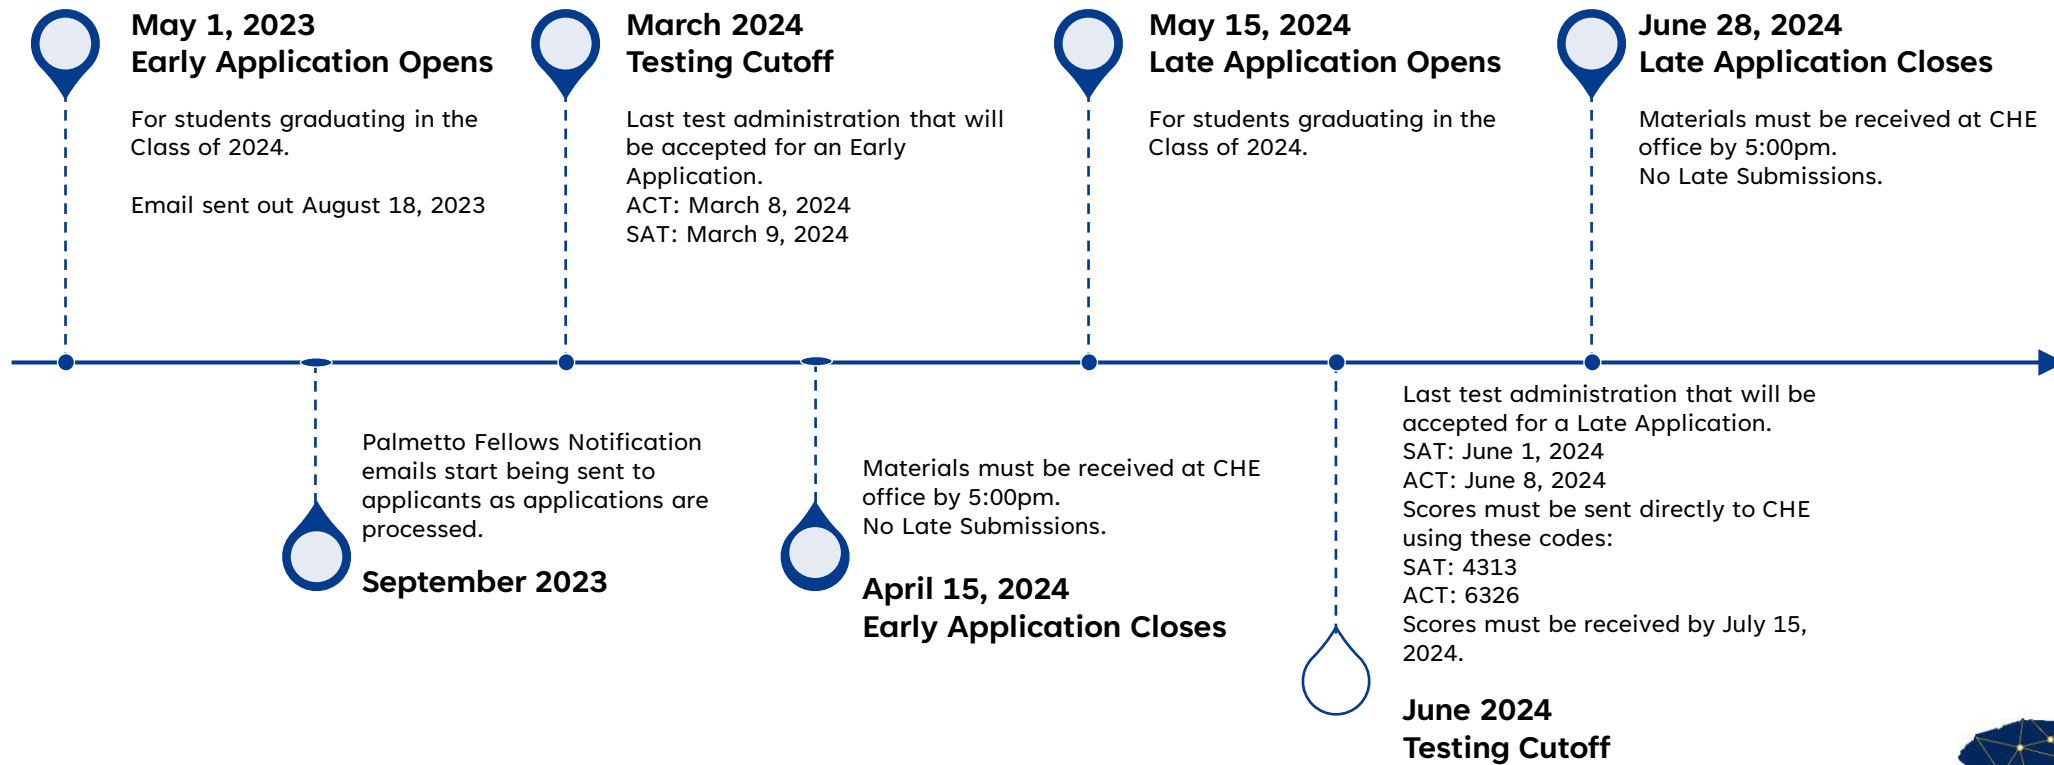 May 1, 2023
Early Application Opens
For students graduating in the
Class of 2024.
Email sent out August 18, 2023
Palmetto Fellows Notification
emails start being sent to
applicants as applications are
processed.
September 2023
March 2024
Testing Cutoff
Last test administration that will
be accepted for an Early
Application.
ACT: March 8, 2024
SAT: March 9, 2024
Materials must be received at CHE
office by 5:00pm.
No Late Submissions.
April 15, 2024
Early Application Closes
May 15, 2024
Late Application Opens
For students graduating in the
Class of 2024.
Last test administration that will be
accepted for a Late Application.
SAT: June 1, 2024
ACT: June 8, 2024
Scores must be sent directly to CHE
using these codes:
SAT: 4313
ACT: 6326
Scores must be received by July 15,
2024.
June 2024
Testing Cutoff
June 28, 2024
Late Application Closes
Materials must be received at CHE
office by 5:00pm.
No Late Submissions.